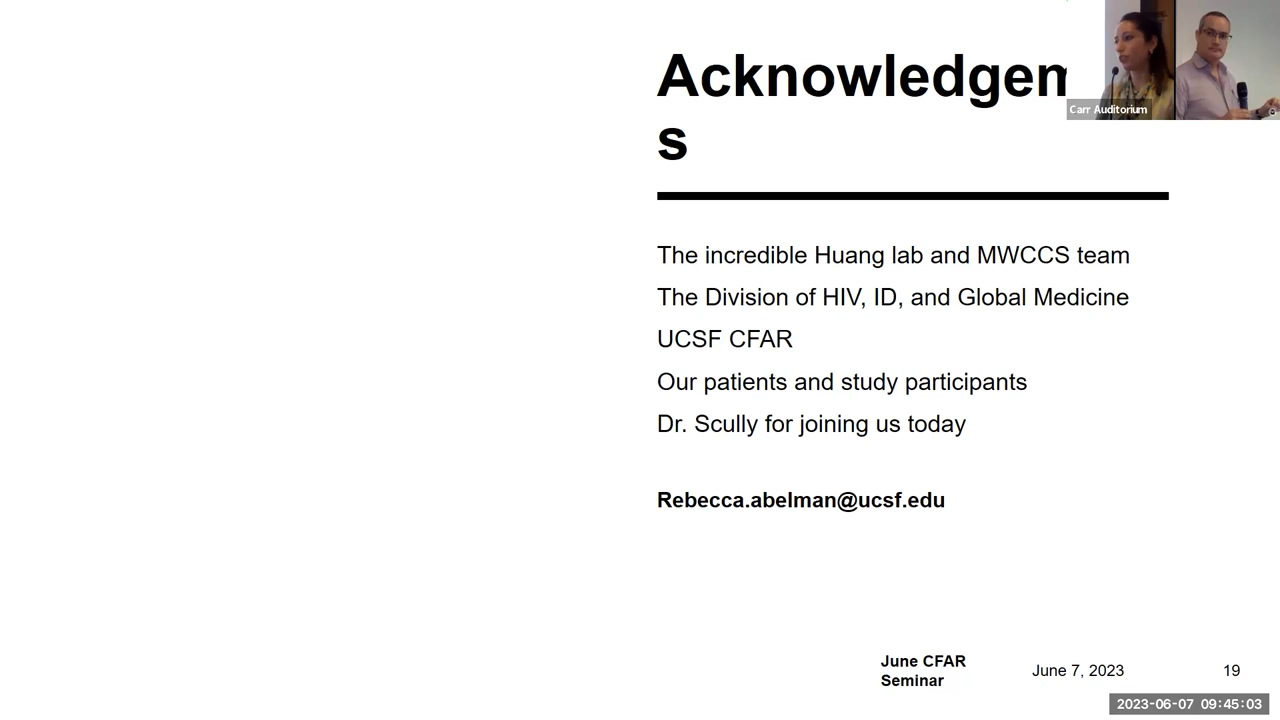 Acknowledgem
s
Carr Auditorium
The incredible Huang lab and MWCCS team
The Division of HIV, ID, and Global Medicine
UCSF CFAR
Our patients and study participants
Dr. Scully for joining us today
Rebecca.abelman@ucsf.edu
June CFAR
Seminar
June 7, 2023
19
2023-06-07 09:45:03